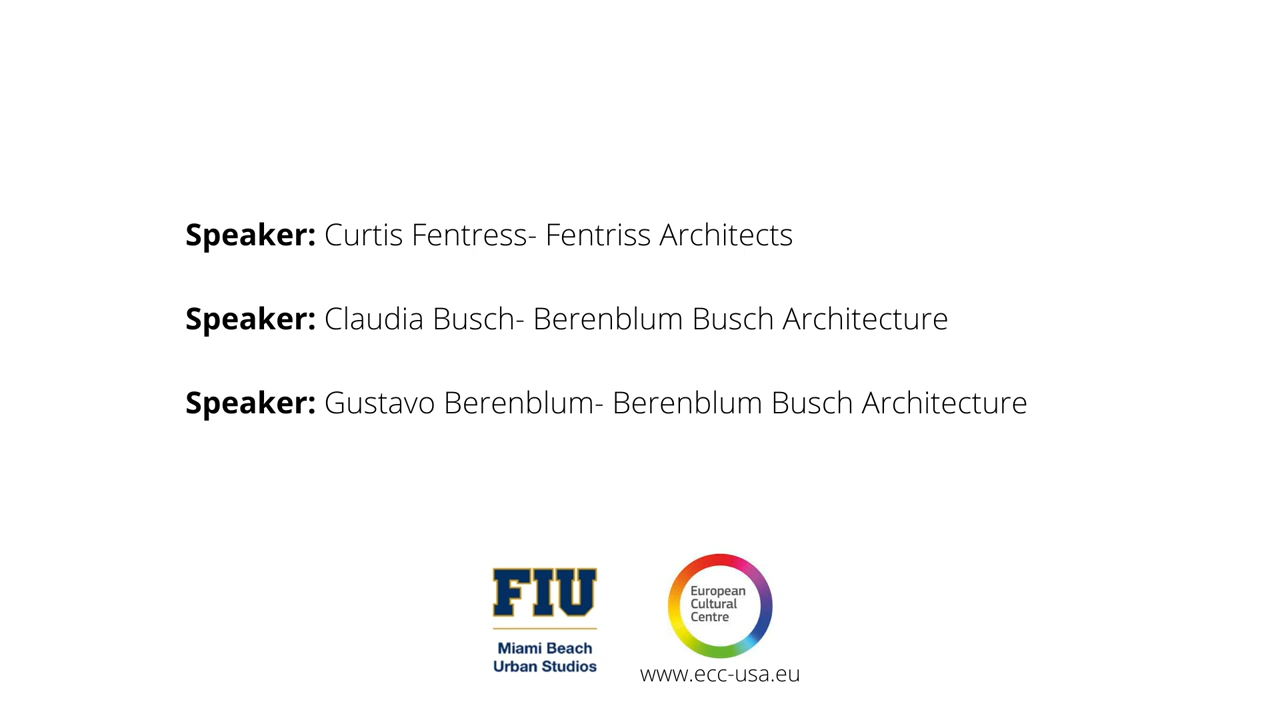 Speaker: Curtis Fentress- Fentriss Architects
Speaker: Claudia Busch- Berenblum Busch Architecture
Speaker: Gustavo Berenblum- Berenblum Busch Architecture
FIU
Miami Beach
Urban Studios
European
Cultural
Centre
www.ecc-usa.eu